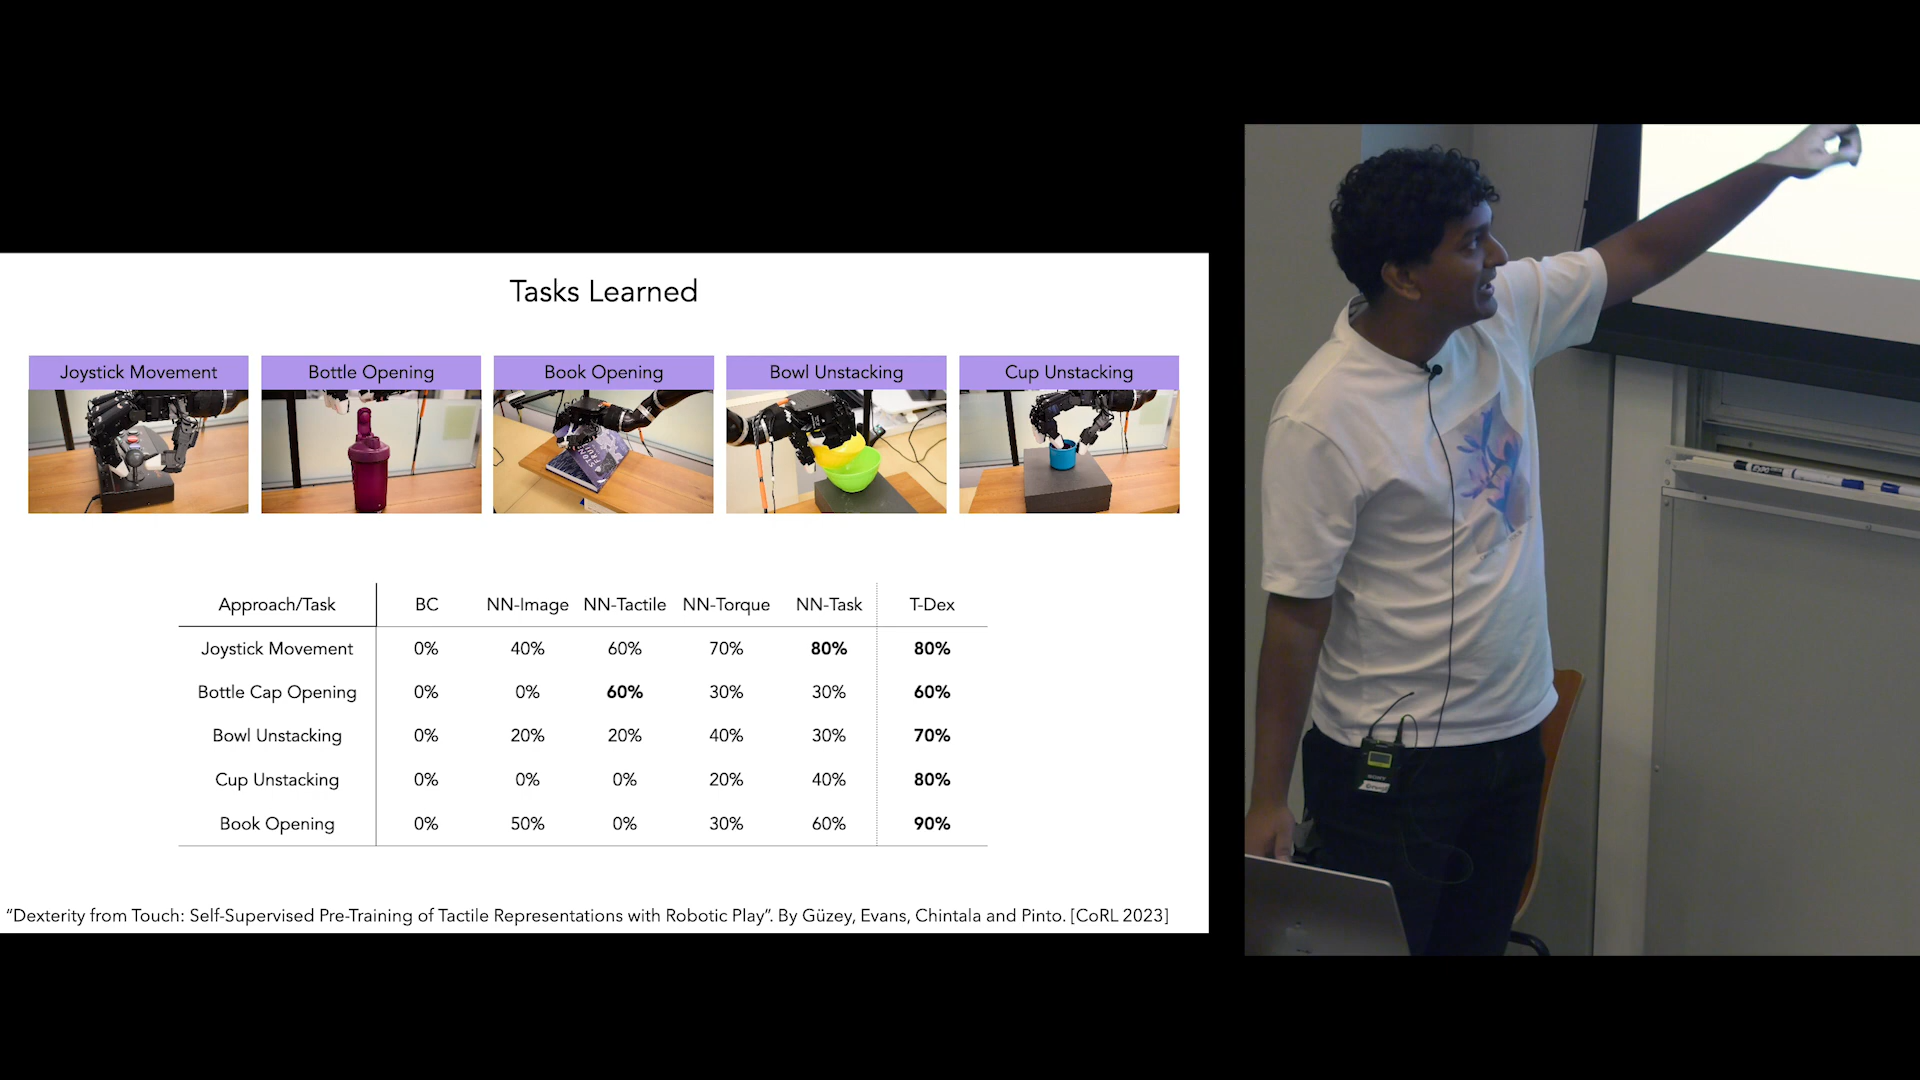 Tasks Learned
Joystick Movement Bottle Opening Book Opening Bowl Unstacking Cup Unstacking
Approach/Task BC NN-Image NN-Tactile NN-Torque NN-Task T-Dex
Joystick Movement 0% 40% 60% 70% 80% 80%
Bottle Cap Opening 0% 0% 60% 30% 30% 60%
Bowl Unstacking 0% 20% 20% 40% 30% 70%
Cup Unstacking 0% 0% 0% 20% 40% 80%
Book Opening 0% 50% 0% 30% 60% 90%
“Dexterity from Touch: Self-Supervised Pre-Training of Tactile Representations with Robotic Play”. By Güzey, Evans, Chintala and Pinto. [CoRL 2023]
SONY